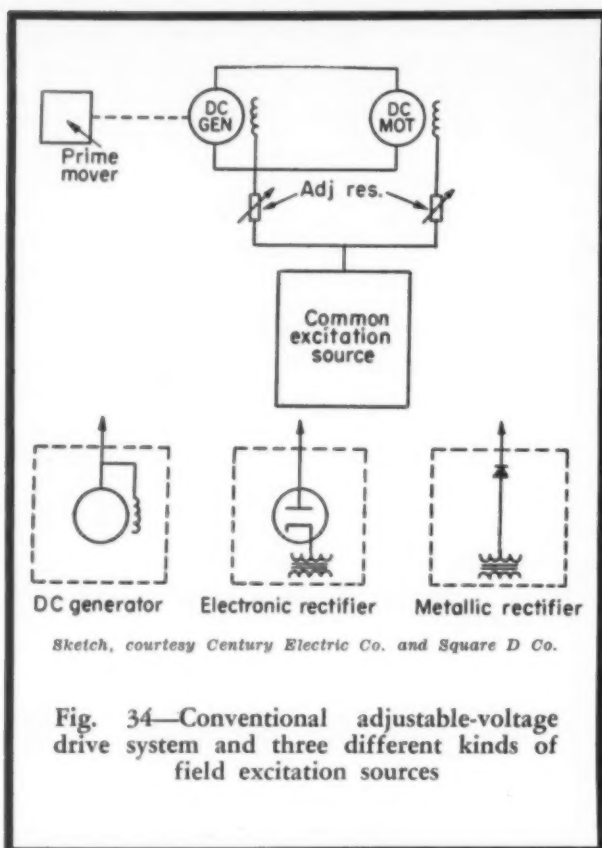 DC
GEN
DC
MOT
Prime
mover
Adj res.
Common
excitation
source
DC generator
Electronic rectifier
Metallic rectifier
Sketch, courtesy Century Electric Co. and Square D Co.
Fig. 34—Conventional adjustable-voltage
drive system and three different kinds of
field excitation sources